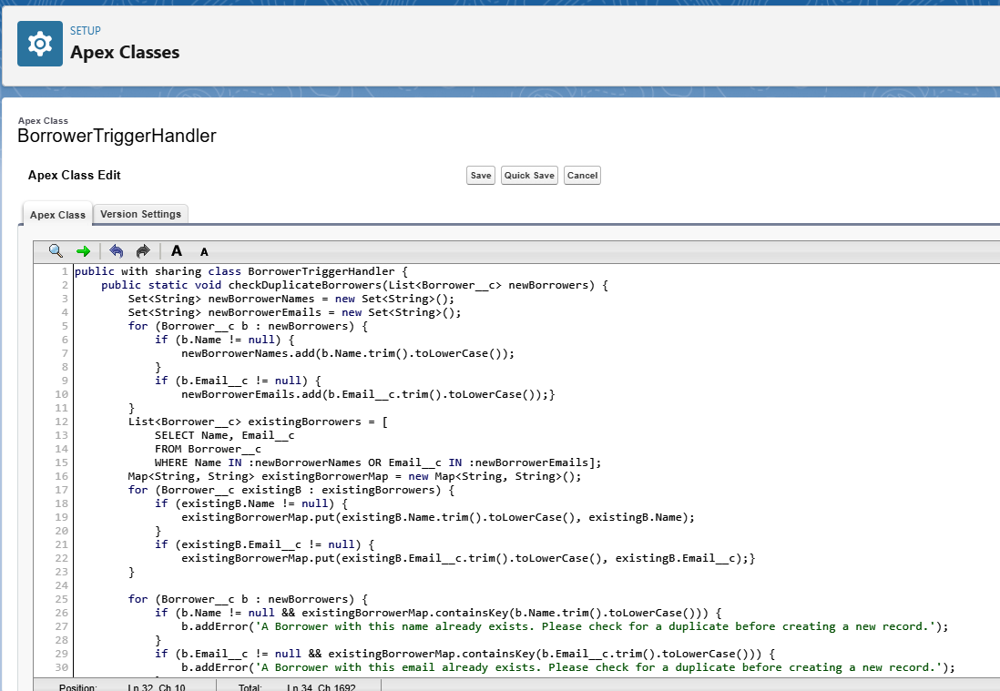 SETUP
Apex Classes
Apex Class
BorrowerTriggerHandler
Apex Class Edit
Save Quick Save Cancel
Apex Class Version Settings
A A
1 public with sharing class BorrowerTriggerHandler {
2     public static void checkDuplicateBorrowers(List<Borrower__c> newBorrowers) {
3         Set<String> newBorrowerNames = new Set<String>();
4         Set<String> newBorrowerEmails = new Set<String>();
5         for (Borrower__c b : newBorrowers) {
6             if (b.Name != null) {
7                 newBorrowerNames.add(b.Name.trim().toLowerCase());
8             }
9             if (b.Email__c != null) {
10                 newBorrowerEmails.add(b.Email__c.trim().toLowerCase());}
11         }
12         List<Borrower__c> existingBorrowers = [
13             SELECT Name, Email__c
14             FROM Borrower__c
15             WHERE Name IN :newBorrowerNames OR Email__c IN :newBorrowerEmails];
16         Map<String, String> existingBorrowerMap = new Map<String, String>();
17         for (Borrower__c existingB : existingBorrowers) {
18             if (existingB.Name != null) {
19                 existingBorrowerMap.put(existingB.Name.trim().toLowerCase(), existingB.Name);
20             }
21             if (existingB.Email__c != null) {
22                 existingBorrowerMap.put(existingB.Email__c.trim().toLowerCase(), existingB.Email__c);}
23         }
24
25         for (Borrower__c b : newBorrowers) {
26             if (b.Name != null && existingBorrowerMap.containsKey(b.Name.trim().toLowerCase())) {
27                 b.addError('A Borrower with this name already exists. Please check for a duplicate before creating a new record.');
28             }
29             if (b.Email__c != null && existingBorrowerMap.containsKey(b.Email__c.trim().toLowerCase())) {
30                 b.addError('A Borrower with this email already exists. Please check for a duplicate before creating a new record.');
Position: Ln 32, Ch 10 Total: Ln 34, Ch 1692